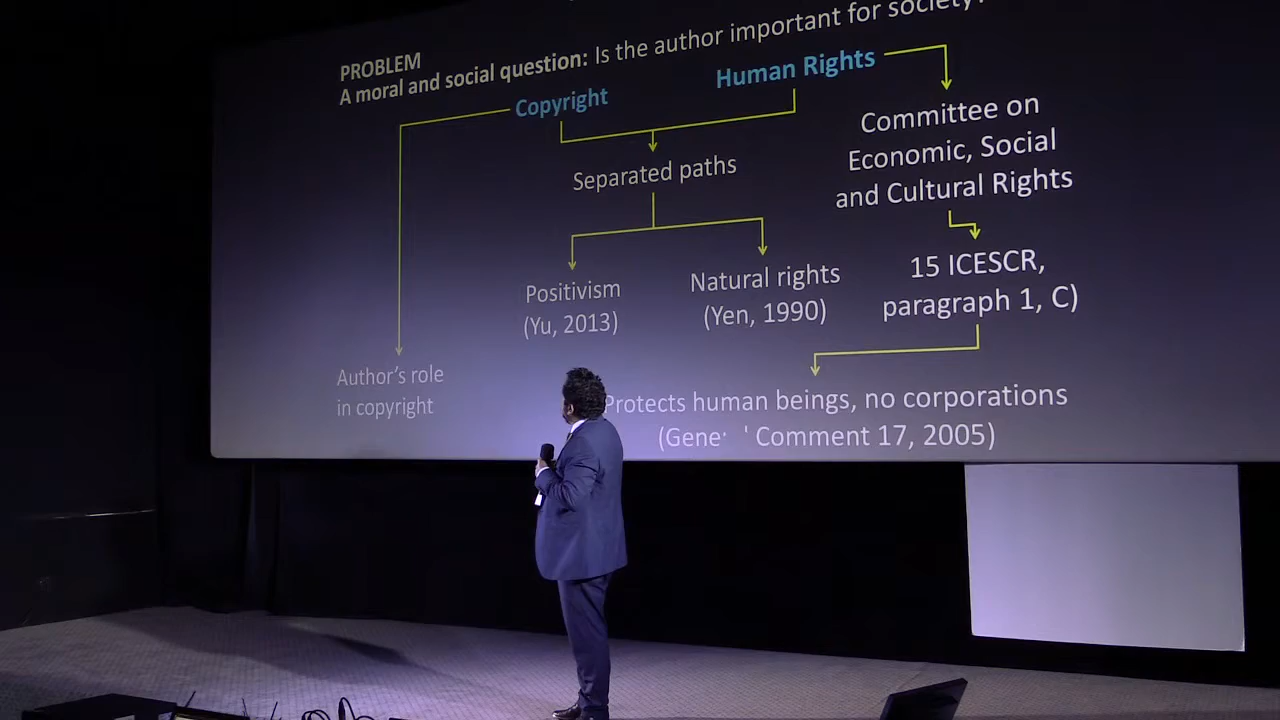 PROBLEM
A moral and social question: Is the author important for society?
Copyright
Human Rights
Separated paths
Committee on
Economic, Social
and Cultural Rights
Positivism
(Yu, 2013)
Natural rights
(Yen, 1990)
15 ICESCR,
paragraph 1, C)
Author's role
in copyright
Protects human beings, no corporations
Comment 17, 2005)